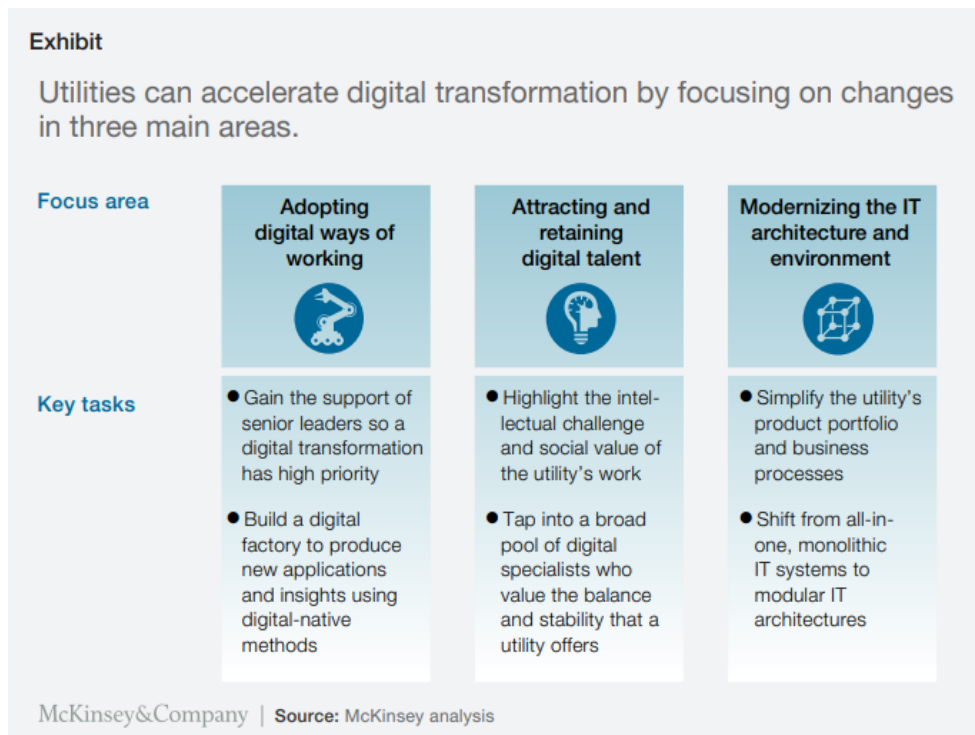 Exhibit
Utilities can accelerate digital transformation by focusing on changes
in three main areas.
Focus area
Adopting
digital ways of
working
Attracting and
retaining
digital talent
Modernizing the IT
architecture and
environment
Key tasks
● Gain the support of
senior leaders so a
digital transformation
has high priority
● Build a digital
factory to produce
new applications
and insights using
digital-native
methods
● Highlight the intel-
lectual challenge
and social value of
the utility's work
● Tap into a broad
pool of digital
specialists who
value the balance
and stability that a
utility offers
● Simplify the utility's
product portfolio
and business
processes
● Shift from all-in-
one, monolithic
IT systems to
modular IT
architectures
McKinsey&Company | Source: McKinsey analysis